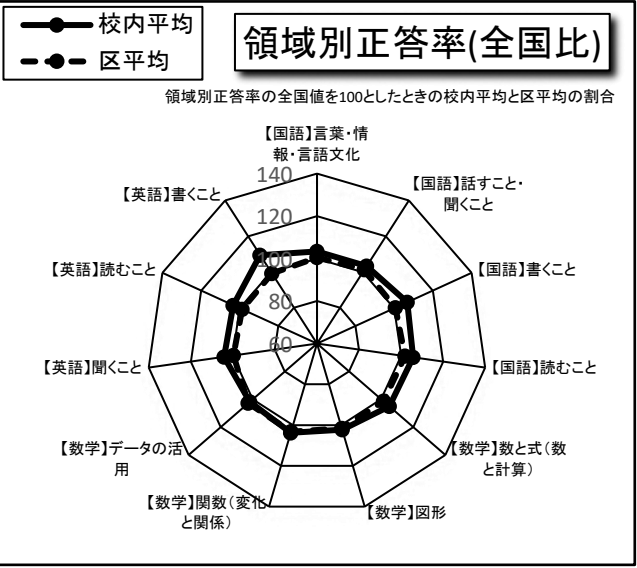 校内平均
区平均
領域別正答率(全国比)
領域別正答率の全国値を100としたときの校内平均と区平均の割合
【国語】言葉・情
報・言語文化
【国語】話すこと・
聞くこと
【国語】書くこと
【国語】読むこと
【数学】数と式（数
と計算）
【数学】図形
【数学】関数（変化
と関係）
【数学】データの活
用
【英語】聞くこと
【英語】読むこと
【英語】書くこと
140
120
100
80
60